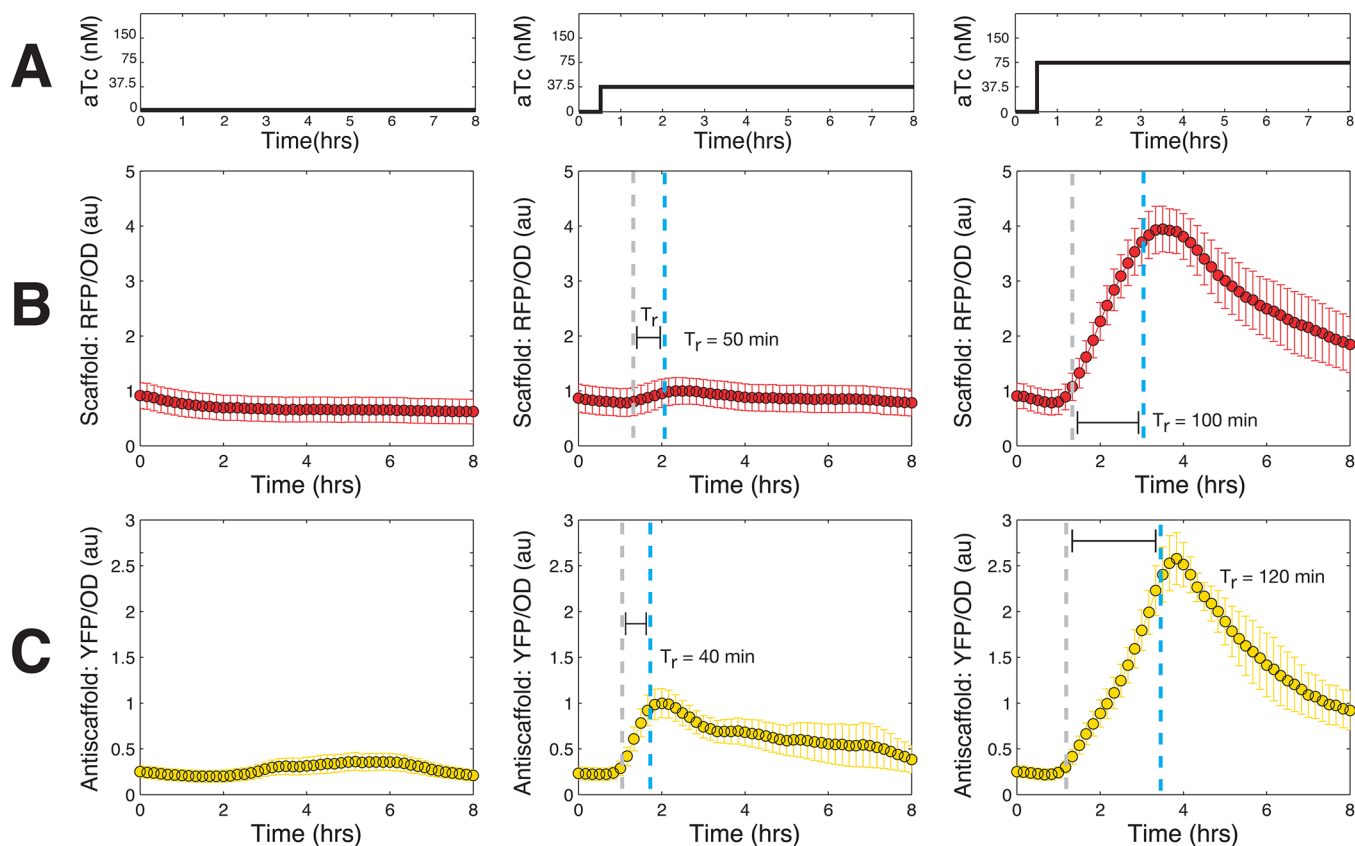 A
aTc (nM)
150
75
37.5
0
0 1 2 3 4 5 6 7 8
Time(hrs)
aTc (nM)
150
75
37.5
0
0 1 2 3 4 5 6 7 8
Time(hrs)
aTc (nM)
150
75
37.5
0
0 1 2 3 4 5 6 7 8
Time(hrs)
B
Scaffold: RFP/OD (au)
5
4
3
2
1
0
0 2 4 6 8
Time (hrs)
Scaffold: RFP/OD (au)
5
4
3
2
1
0
Tr
Tr = 50 min
0 2 4 6 8
Time (hrs)
Scaffold: RFP/OD (au)
5
4
3
2
1
0
Tr = 100 min
0 2 4 6 8
Time (hrs)
C
Antiscaffold: YFP/OD (au)
3
2.5
2
1.5
1
0.5
0
0 2 4 6 8
Time (hrs)
Antiscaffold: YFP/OD (au)
3
2.5
2
1.5
1
0.5
0
Tr = 40 min
0 2 4 6 8
Time (hrs)
Antiscaffold: YFP/OD (au)
3
2.5
2
1.5
1
0.5
0
Tr = 120 min
0 2 4 6 8
Time (hrs)